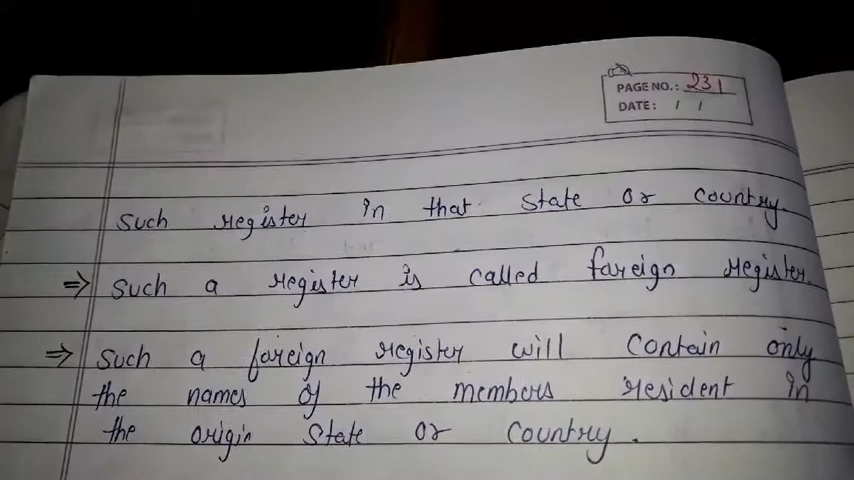 PAGE NO.: 231
DATE: / /
Such register in that state or country.
⇒ Such a register is called foreign register.
⇒ Such a foreign register will contain only
the names of the members resident in
the origin state or country.